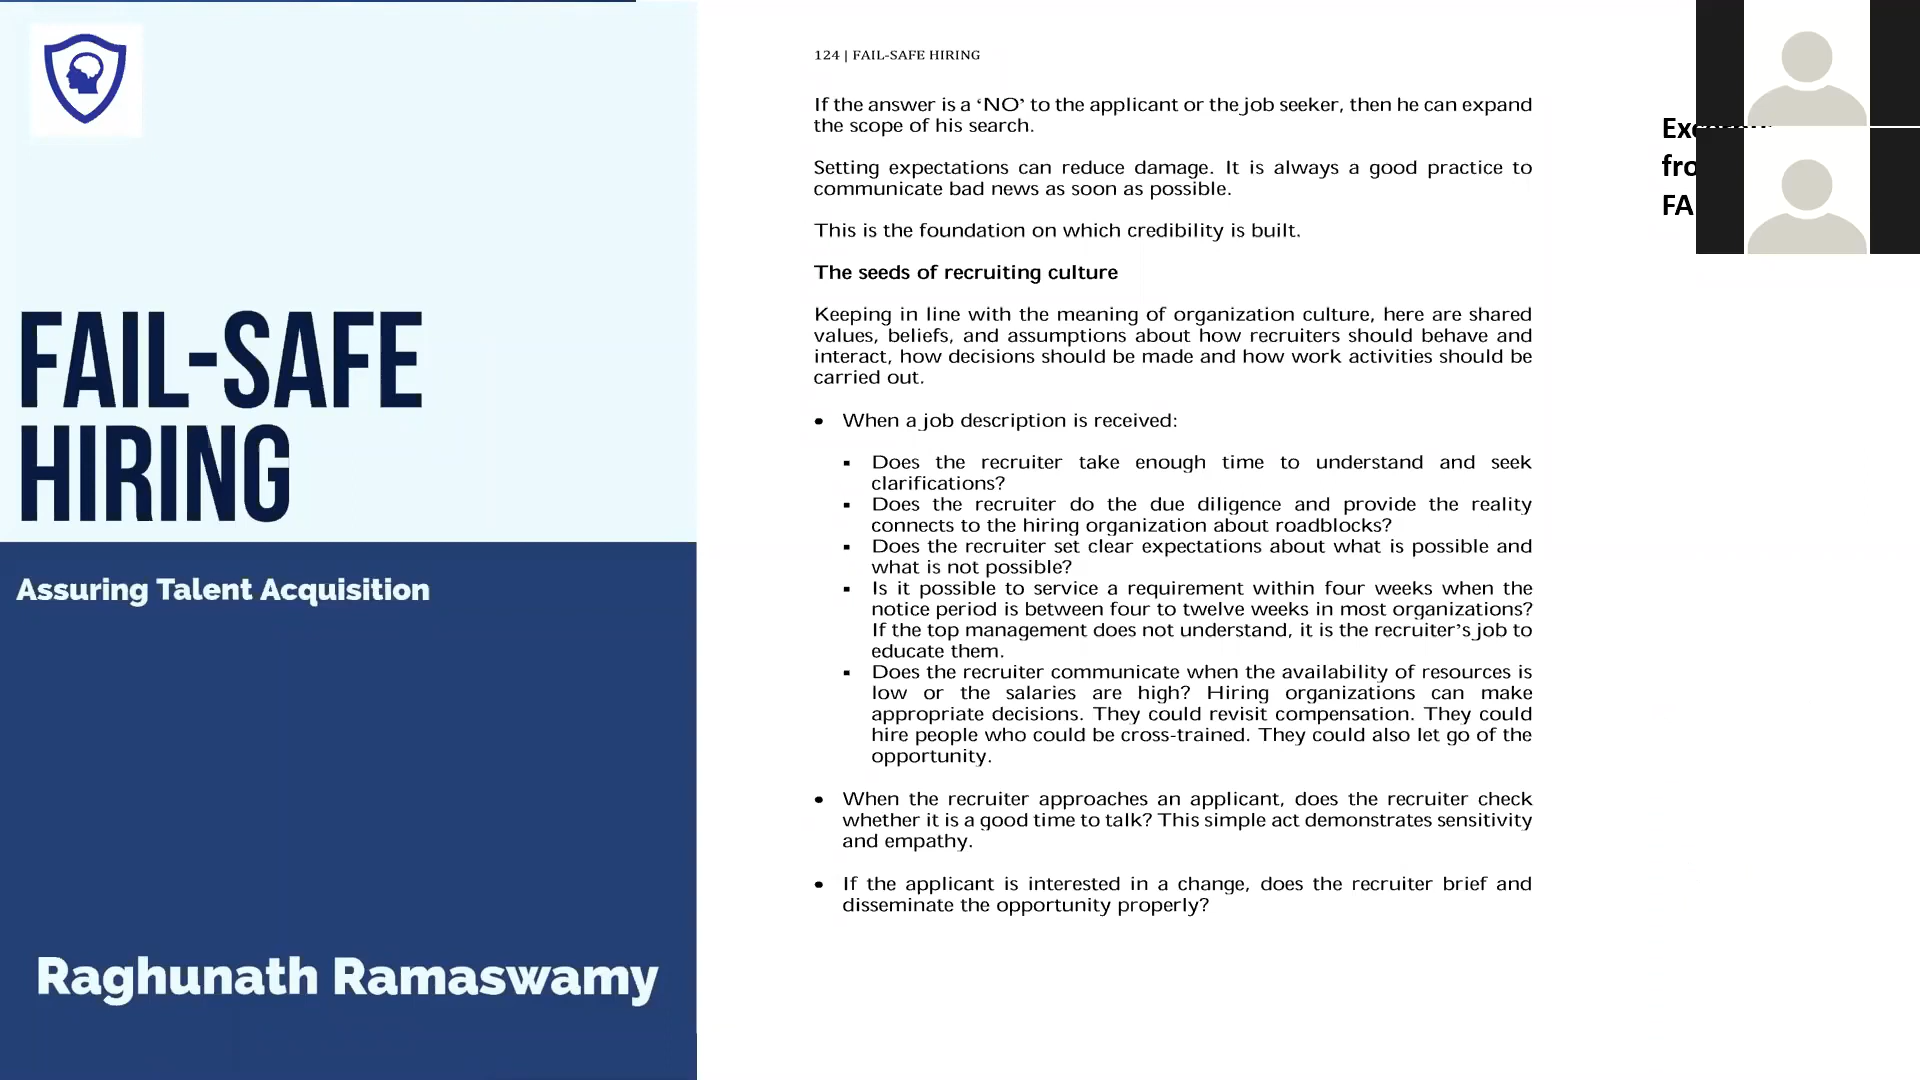 FAIL-SAFE
HIRING
Assuring Talent Acquisition
Raghunath Ramaswamy
124 | FAIL-SAFE HIRING
If the answer is a ‘NO’ to the applicant or the job seeker, then he can expand
the scope of his search.
Setting expectations can reduce damage. It is always a good practice to
communicate bad news as soon as possible.
This is the foundation on which credibility is built.
The seeds of recruiting culture
Keeping in line with the meaning of organization culture, here are shared
values, beliefs, and assumptions about how recruiters should behave and
interact, how decisions should be made and how work activities should be
carried out.
• When a job description is received:
▪ Does the recruiter take enough time to understand and seek
clarifications?
▪ Does the recruiter do the due diligence and provide the reality
connects to the hiring organization about roadblocks?
▪ Does the recruiter set clear expectations about what is possible and
what is not possible?
▪ Is it possible to service a requirement within four weeks when the
notice period is between four to twelve weeks in most organizations?
If the top management does not understand, it is the recruiter’s job to
educate them.
▪ Does the recruiter communicate when the availability of resources is
low or the salaries are high? Hiring organizations can make
appropriate decisions. They could revisit compensation. They could
hire people who could be cross-trained. They could also let go of the
opportunity.
• When the recruiter approaches an applicant, does the recruiter check
whether it is a good time to talk? This simple act demonstrates sensitivity
and empathy.
• If the applicant is interested in a change, does the recruiter brief and
disseminate the opportunity properly?